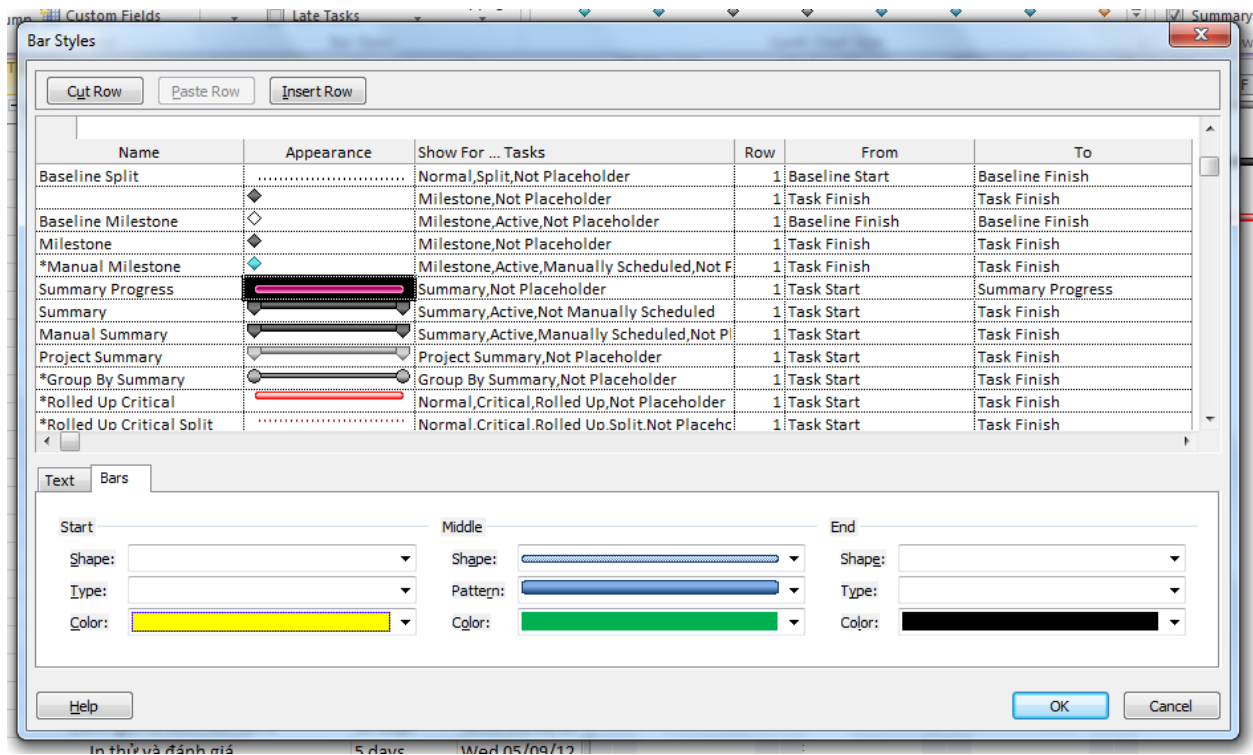 Custom Fields
Late Tasks
Summary
Bar Styles
Cut Row Paste Row Insert Row
Name Appearance Show For ... Tasks Row From To
Baseline Split Normal,Split,Not Placeholder 1 Baseline Start Baseline Finish
Milestone,Not Placeholder 1 Task Finish Task Finish
Baseline Milestone Milestone,Active,Not Placeholder 1 Baseline Finish Baseline Finish
Milestone Milestone,Not Placeholder 1 Task Finish Task Finish
*Manual Milestone Milestone,Active,Manually Scheduled,Not P 1 Task Finish Task Finish
Summary Progress Summary,Not Placeholder 1 Task Start Summary Progress
Summary Summary,Active,Not Manually Scheduled 1 Task Start Task Finish
Manual Summary Summary,Active,Manually Scheduled,Not Pl 1 Task Start Task Finish
Project Summary Project Summary,Not Placeholder 1 Task Start Task Finish
*Group By Summary Group By Summary,Not Placeholder 1 Task Start Task Finish
*Rolled Up Critical Normal,Critical,Rolled Up,Not Placeholder 1 Task Start Task Finish
*Rolled Up Critical Split Normal,Critical,Rolled Up,Split,Not Placehc 1 Task Start Task Finish
Text Bars
Start Middle End
Shape: Shape: Shape:
Type: Pattern: Type:
Color: Color: Color:
Help OK Cancel
In thử và đánh giá 5 days Wed 05/09/12